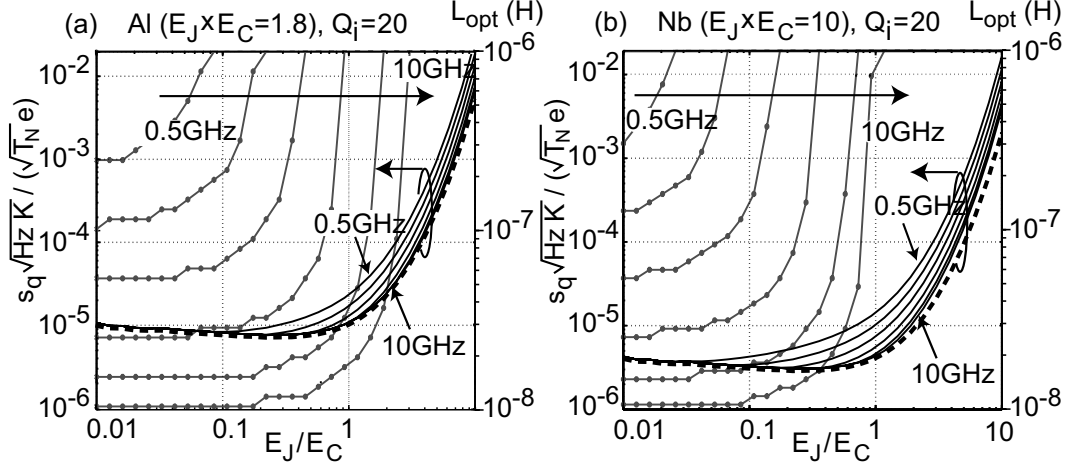 (a) Al (E_J×E_C=1.8), Q_i=20
L_opt (H)
s_q√Hz K / (√T_N e)
10^-2
10^-3
10^-4
10^-5
10^-6
0.01
0.1
1
E_J/E_C
10^-6
10^-7
10^-8
0.5GHz
10GHz
0.5GHz
10GHz
(b) Nb (E_J×E_C=10), Q_i=20
L_opt (H)
s_q√Hz K / (√T_N e)
10^-2
10^-3
10^-4
10^-5
10^-6
0.01
0.1
1
10
E_J/E_C
10^-6
10^-7
10^-8
0.5GHz
10GHz
0.5GHz
10GHz